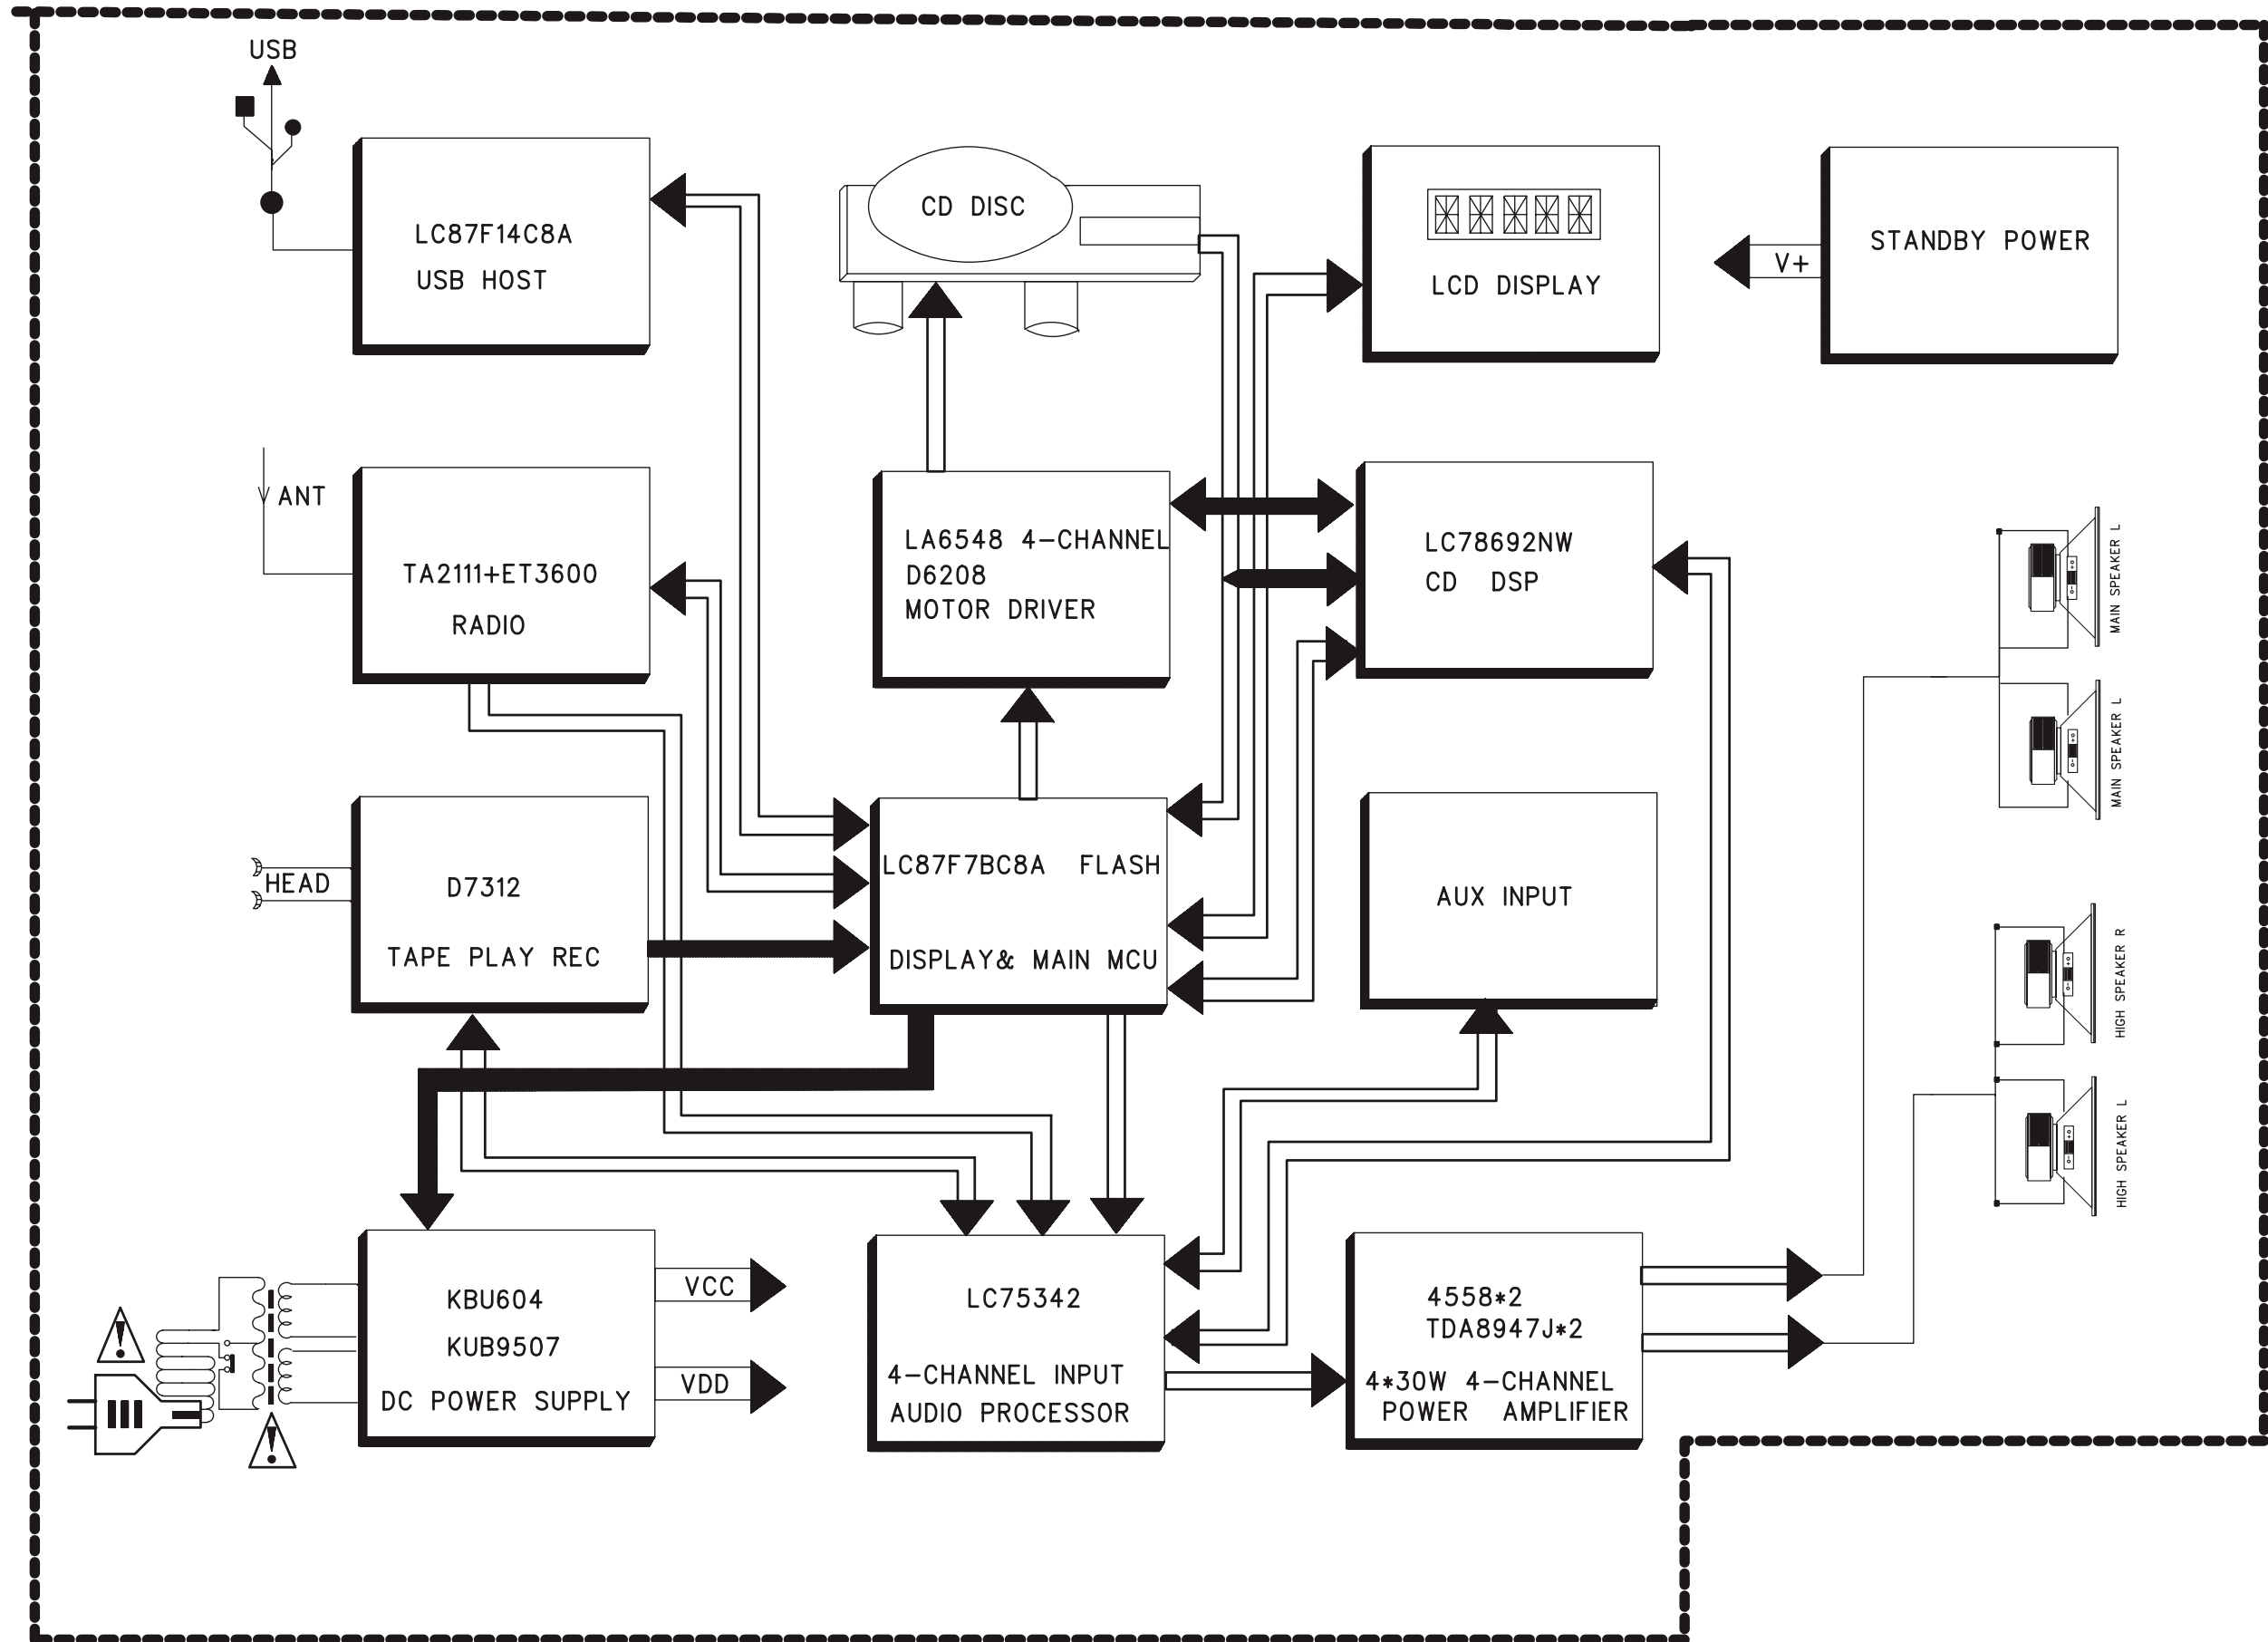 USB
LC87F14C8A
USB HOST
CD DISC
LCD DISPLAY
V+
STANDBY POWER
ANT
TA2111+ET3600
RADIO
LA6548 4-CHANNEL
D6208
MOTOR DRIVER
LC78692NW
CD DSP
MAIN SPEAKER L
MAIN SPEAKER L
HEAD
D7312
TAPE PLAY REC
LC87F7BC8A FLASH
DISPLAY& MAIN MCU
AUX INPUT
HIGH SPEAKER R
HIGH SPEAKER L
KBU604
KUB9507
DC POWER SUPPLY
VCC
VDD
LC75342
4-CHANNEL INPUT
AUDIO PROCESSOR
4558*2
TDA8947J*2
4*30W 4-CHANNEL
POWER AMPLIFIER